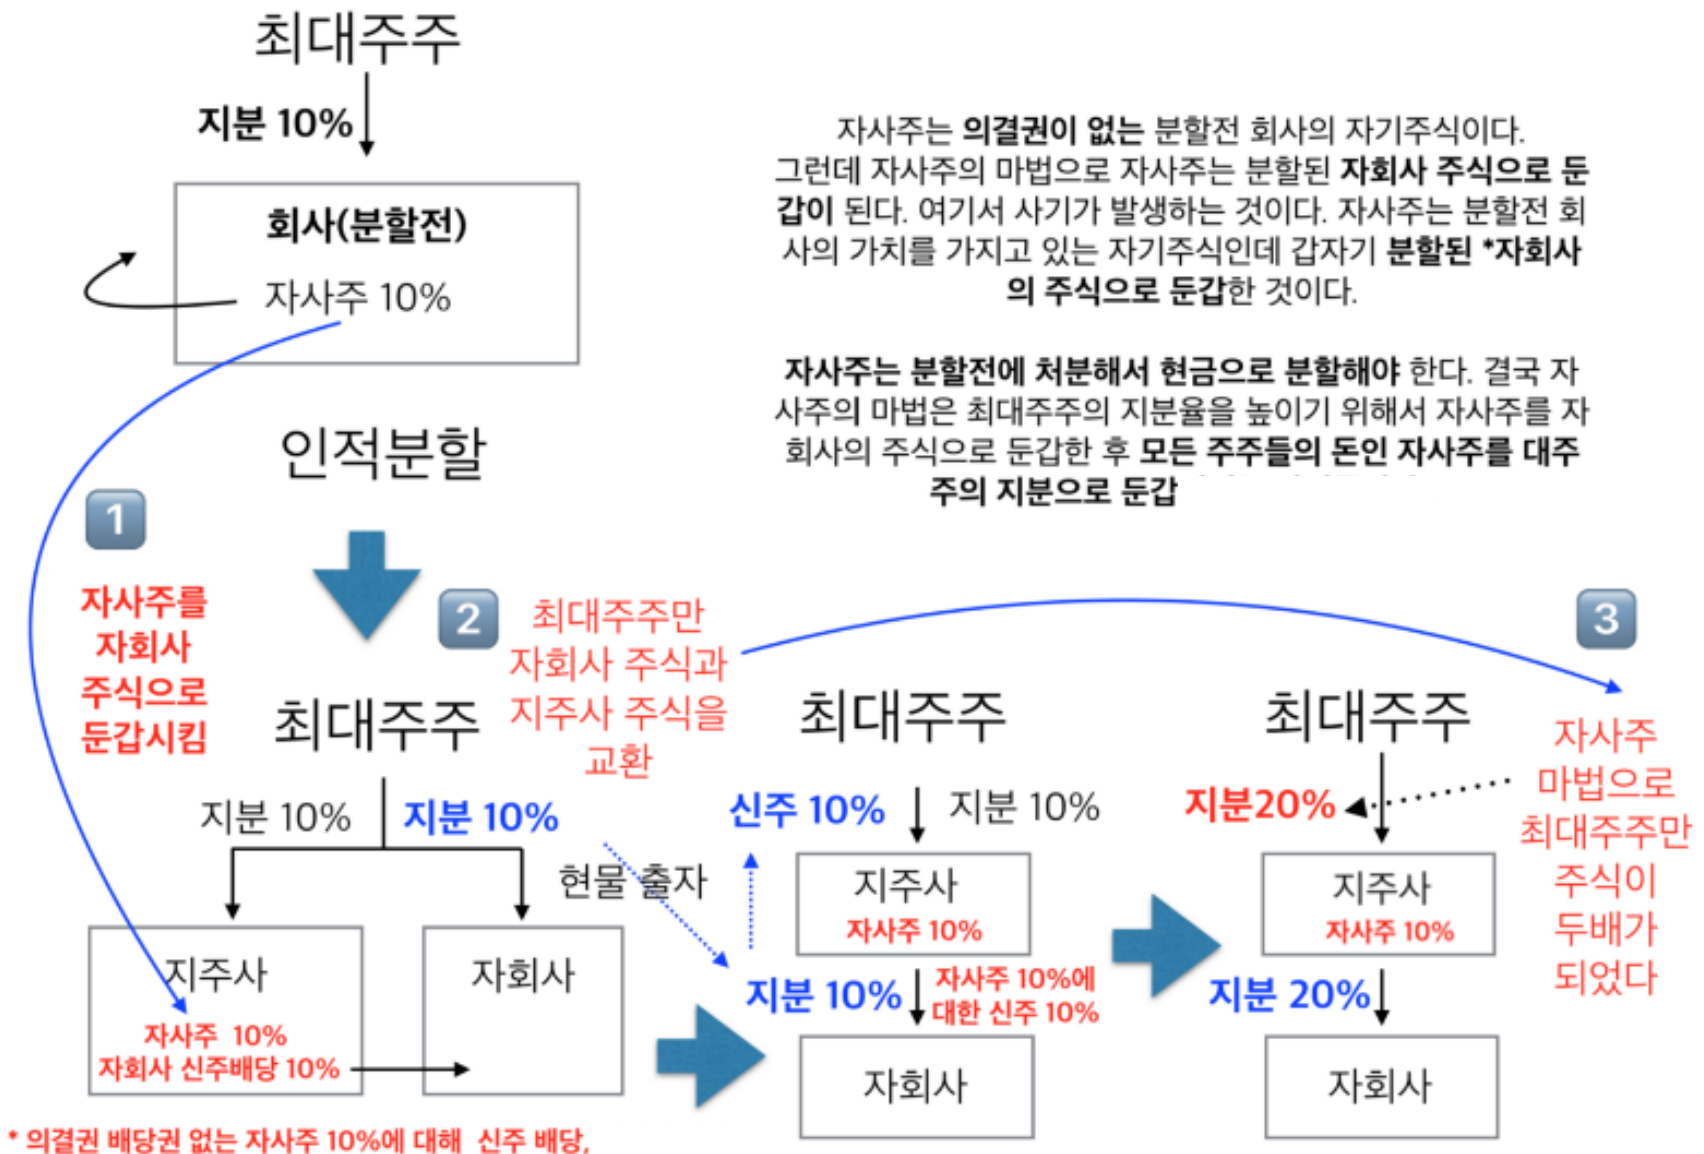 최대주주
지분 10%
회사(분할전)
자사주 10%
자사주는 의결권이 없는 분할전 회사의 자기주식이다.
그런데 자사주의 마법으로 자사주는 분할된 자회사 주식으로 둔
갑이 된다. 여기서 사기가 발생하는 것이다. 자사주는 분할전 회
사의 가치를 가지고 있는 자기주식인데 갑자기 분할된 *자회사
의 주식으로 둔갑한 것이다.
자사주는 분할전에 처분해서 현금으로 분할해야 한다. 결국 자
사주의 마법은 최대주주의 지분율을 높이기 위해서 자사주를 자
회사의 주식으로 둔갑한 후 모든 주주들의 돈인 자사주를 대주
주의 지분으로 둔갑
인적분할
1
자사주를
자회사
주식으로
둔갑시킴
2
최대주주만
자회사 주식과
지주사 주식을
교환
3
자사주
마법으로
최대주주만
주식이
두배가
되었다
최대주주
지분 10%
지분 10%
현물 출자
지주사
자사주 10%
자회사 신주배당 10%
자회사
* 의결권 배당권 없는 자사주 10%에 대해 신주 배당,
최대주주
신주 10%
지분 10%
지주사
자사주 10%
지분 10%
자사주 10%에
대한 신주 10%
자회사
최대주주
지분20%
지주사
자사주 10%
지분 20%
자회사